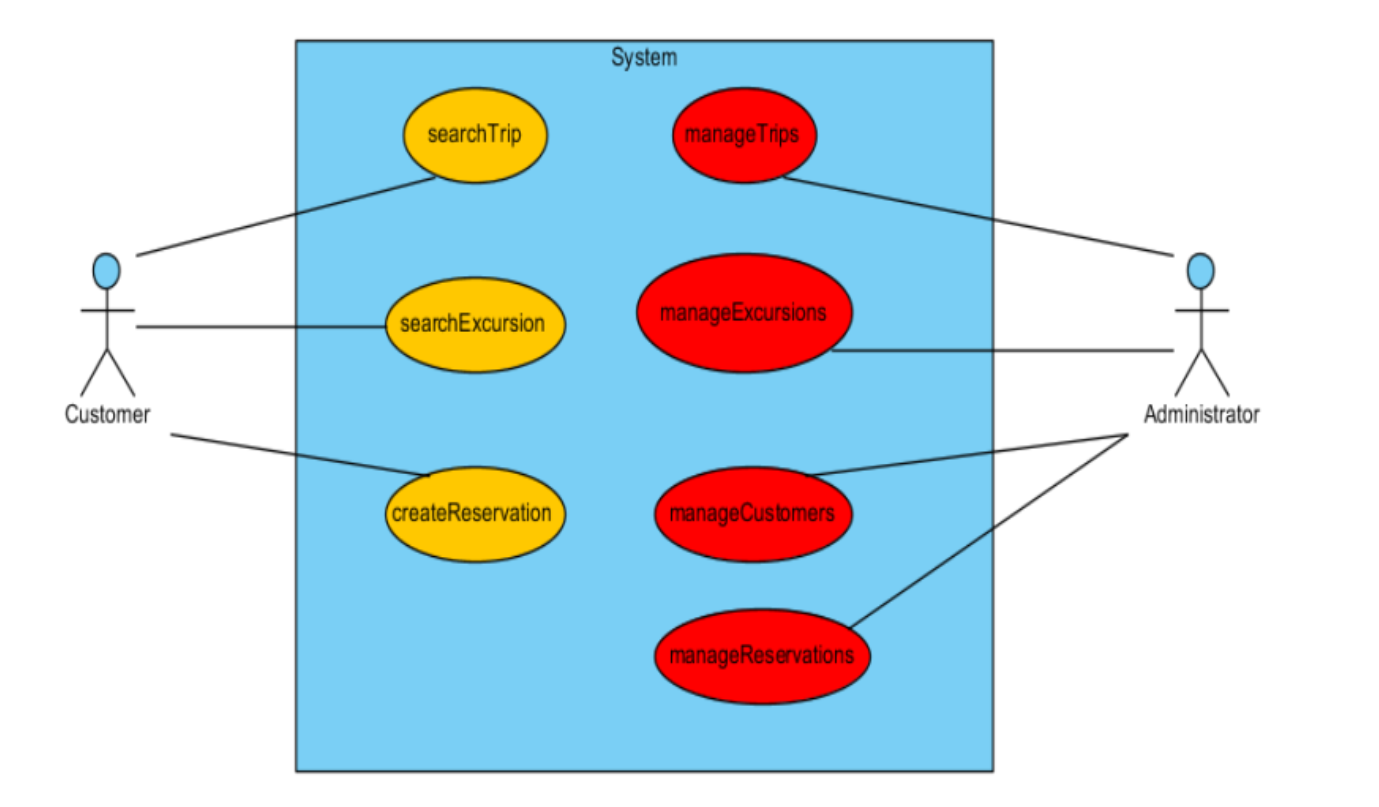 System
searchTrip
manageTrips
searchExcursion
manageExcursions
Customer
Administrator
createReservation
manageCustomers
manageReservations